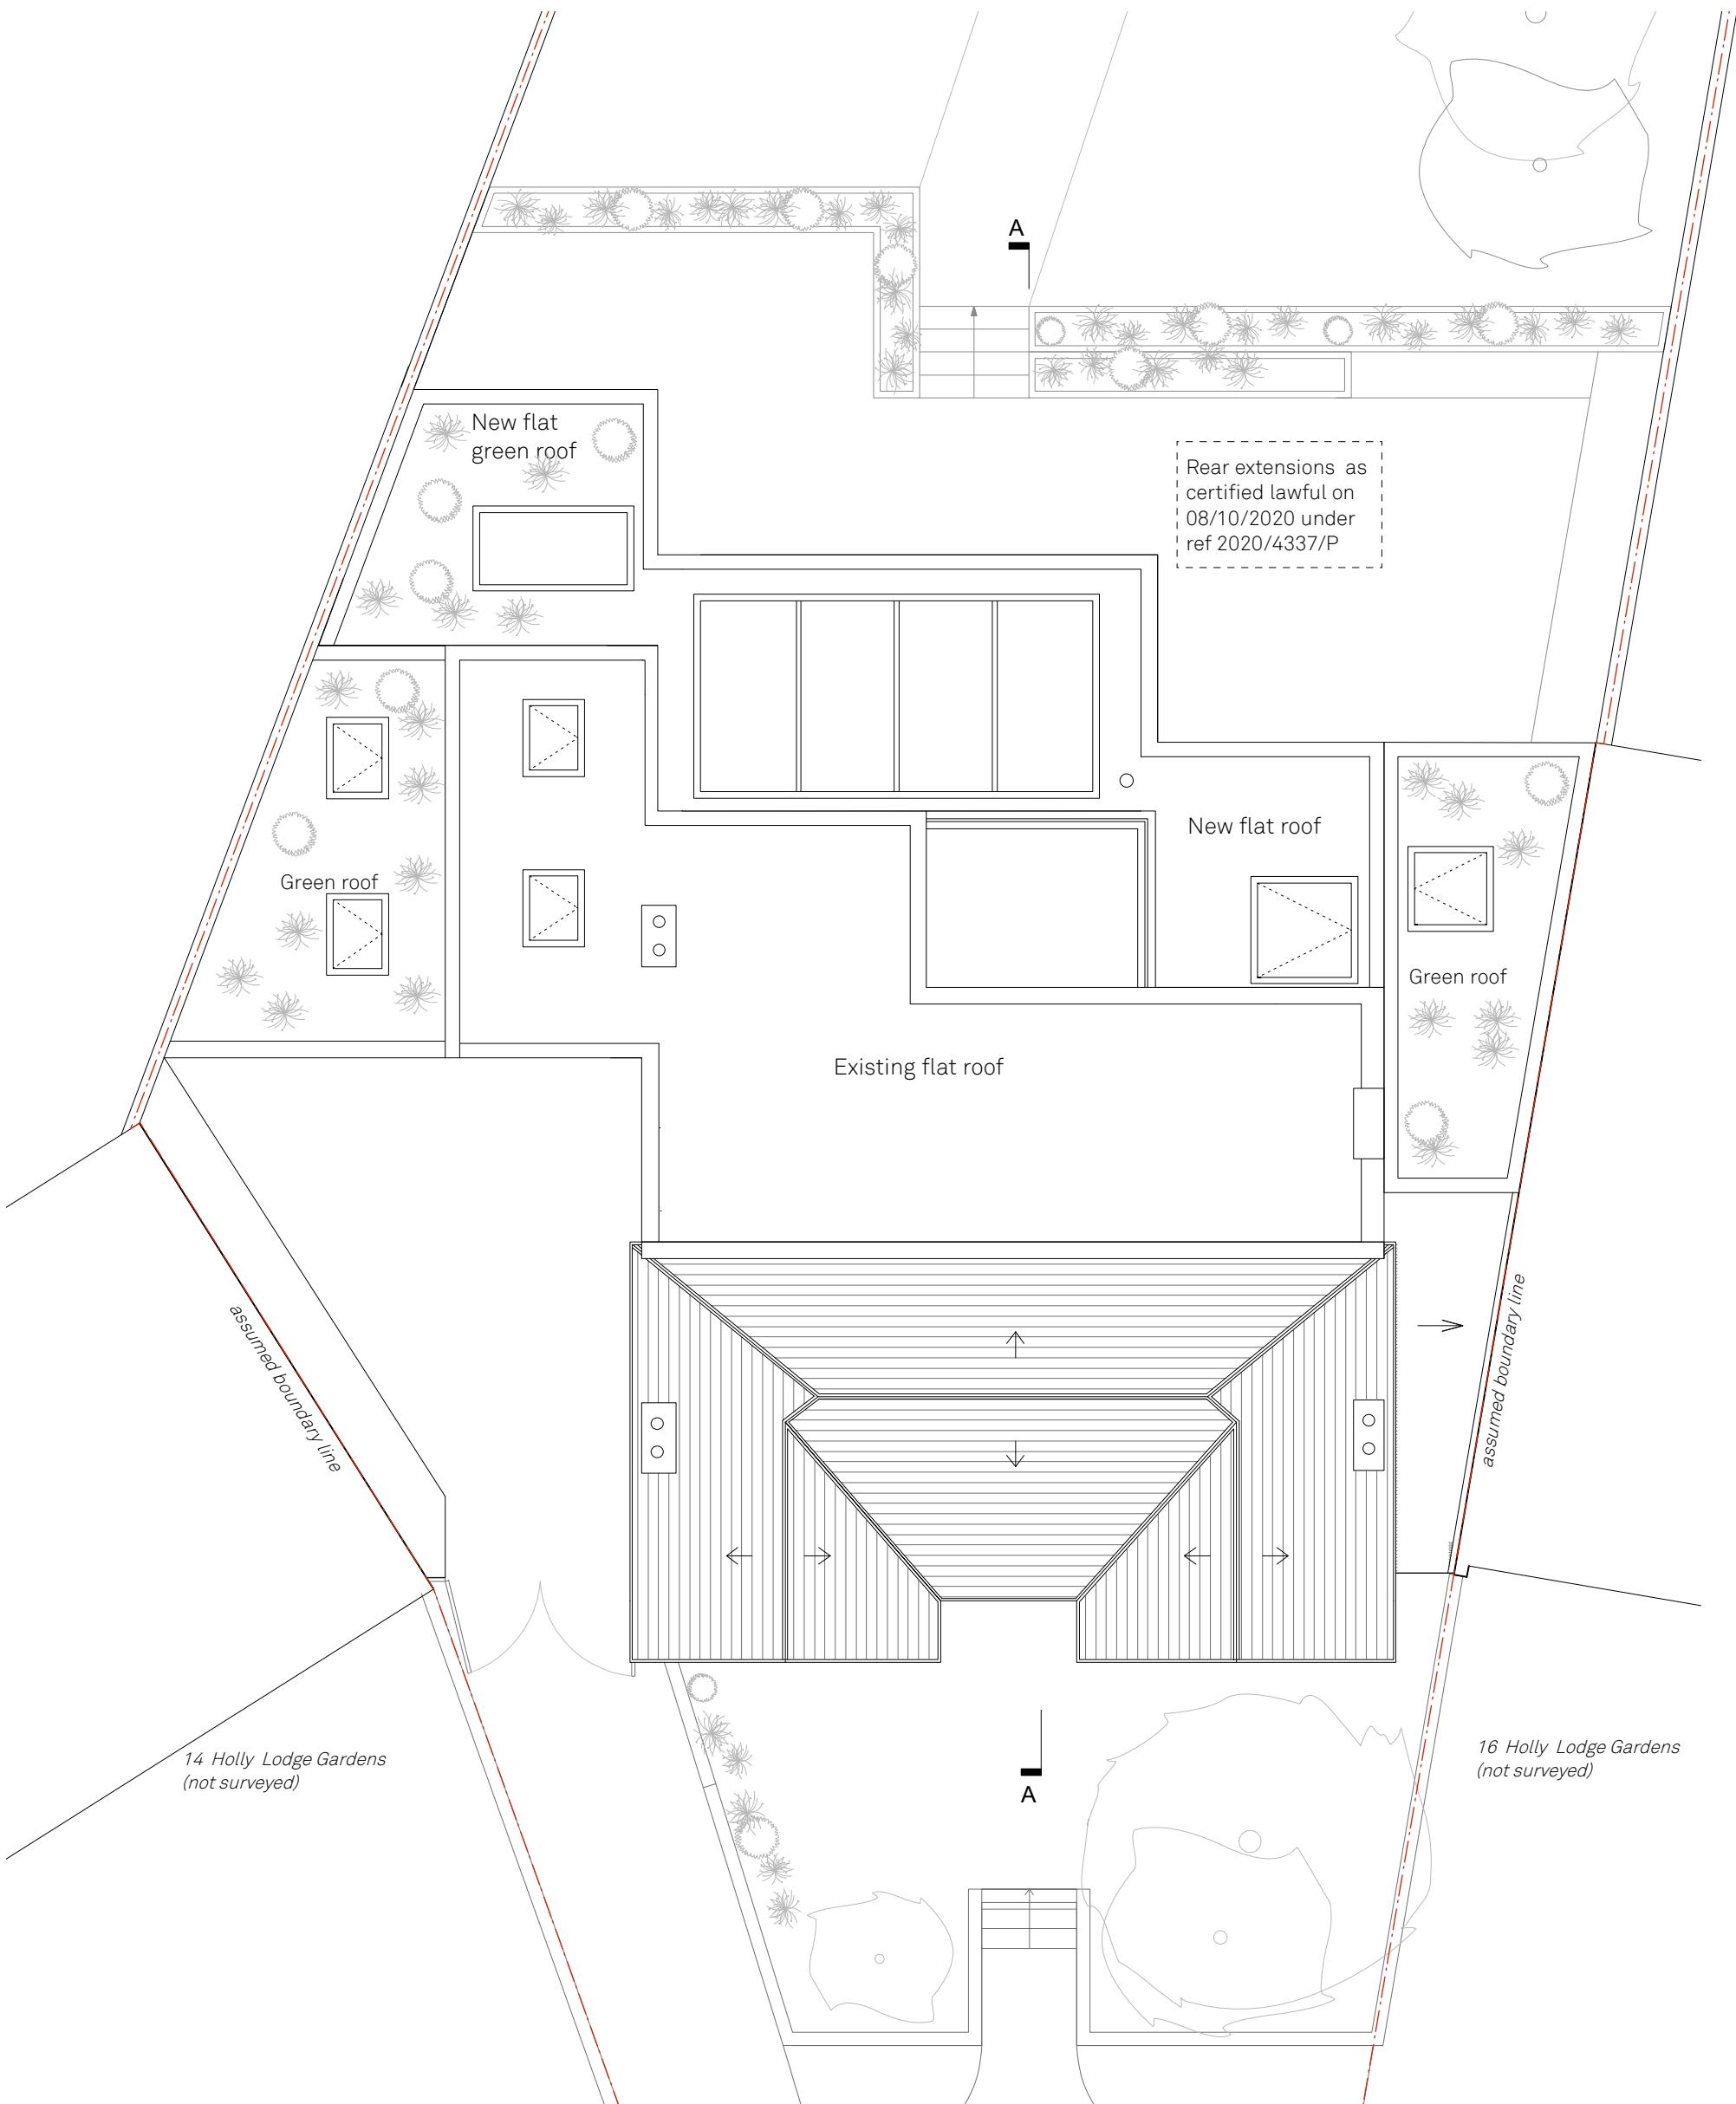 A
New flat
green roof
Rear extensions as
certified lawful on
08/10/2020 under
ref 2020/4337/P
New flat roof
Green roof
Green roof
Existing flat roof
assumed boundary line
assumed boundary line
14 Holly Lodge Gardens
(not surveyed)
16 Holly Lodge Gardens
(not surveyed)
A